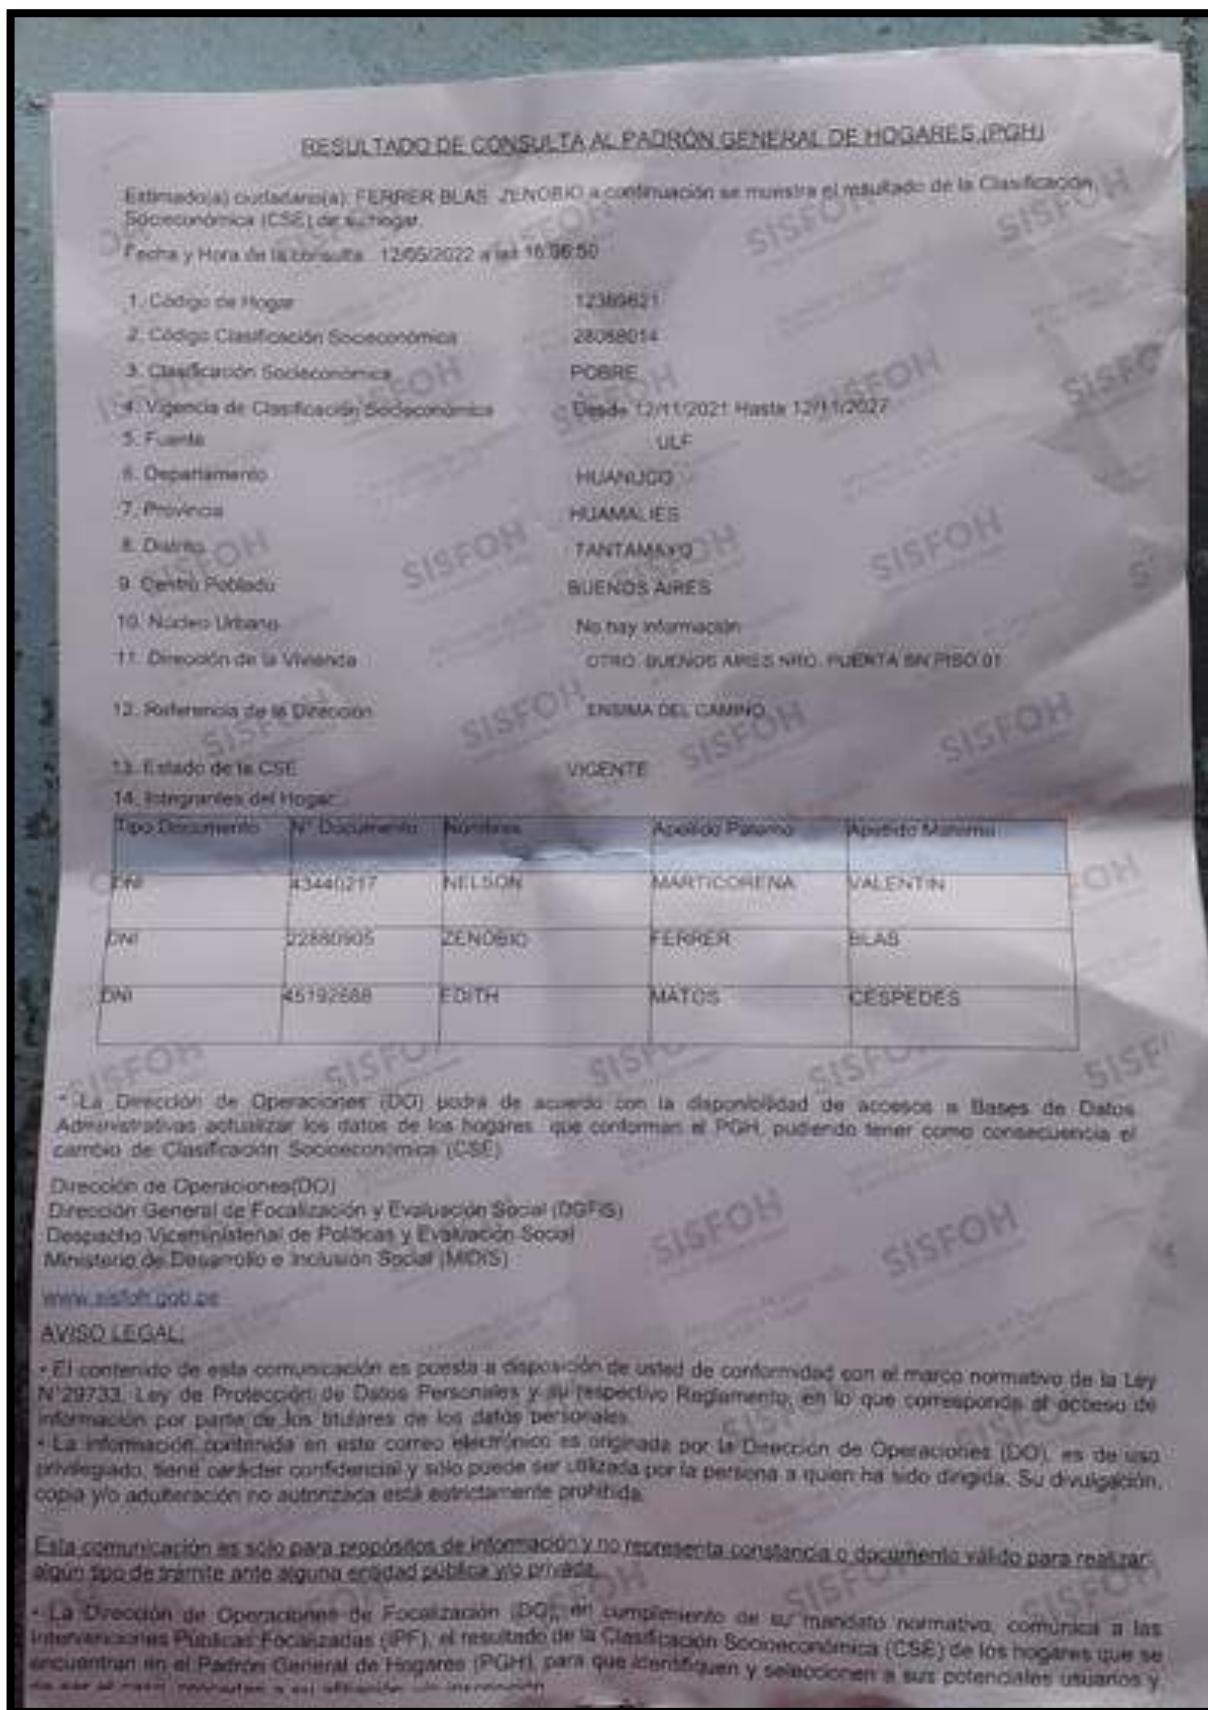 RESULTADO DE CONSULTA AL PADRÓN GENERAL DE HOGARES (PGH)
Estimado(a) ciudadano(a): FERRER BLAS ZENOBIO a continuación se muestra el resultado de la Clasificación
Socioeconómica (CSE) de su hogar.
Fecha y Hora de la consulta : 12/05/2022 a las 16:06:50
1. Código de Hogar 12389621
2. Código Clasificación Socioeconómica 28088014
3. Clasificación Socioeconómica POBRE
4. Vigencia de Clasificación Socioeconómica Desde 12/11/2021 Hasta 12/11/2027
5. Fuente ULF
6. Departamento HUANUCO
7. Provincia HUAMALIES
8. Distrito TANTAMAYO
9. Centro Poblado BUENOS AIRES
10. Núcleo Urbano No hay información
11. Dirección de la Vivienda OTRO. BUENOS AIRES NRO. PUERTA SN PISO 01
12. Referencia de la Dirección ENSIMA DEL CAMINO
13. Estado de la CSE VIGENTE
14. Integrantes del Hogar:
Tipo Documento N° Documento Nombres Apellido Paterno Apellido Materno
DNI 43440217 NELSON MARTICORENA VALENTIN
DNI 22880905 ZENOBIO FERRER BLAS
DNI 45192688 EDITH MATOS CESPEDES
* La Dirección de Operaciones (DO) podrá de acuerdo con la disponibilidad de accesos a Bases de Datos
Administrativas actualizar los datos de los hogares que conforman el PGH, pudiendo tener como consecuencia el
cambio de Clasificación Socioeconómica (CSE)
Dirección de Operaciones(DO)
Dirección General de Focalización y Evaluación Social (DGFIS)
Despacho Viceministerial de Políticas y Evaluación Social
Ministerio de Desarrollo e Inclusión Social (MIDIS)
www.sisfoh.gob.pe
AVISO LEGAL:
• El contenido de esta comunicación es puesta a disposición de usted de conformidad con el marco normativo de la Ley
N°29733, Ley de Protección de Datos Personales y su respectivo Reglamento, en lo que corresponde al acceso de
información por parte de los titulares de los datos personales.
• La información contenida en este correo electrónico es originada por la Dirección de Operaciones (DO), es de uso
privilegiado, tiene carácter confidencial y sólo puede ser utilizada por la persona a quien ha sido dirigida. Su divulgación,
copia y/o adulteración no autorizada está estrictamente prohibida.
Esta comunicación es sólo para propósitos de información y no representa constancia o documento válido para realizar
algún tipo de trámite ante alguna entidad pública y/o privada.
• La Dirección de Operaciones de Focalización (DO), en cumplimiento de su mandato normativo, comunica a las
Intervenciones Públicas Focalizadas (IPF), el resultado de la Clasificación Socioeconómica (CSE) de los hogares que se
encuentran en el Padrón General de Hogares (PGH), para que identifiquen y seleccionen a sus potenciales usuarios y